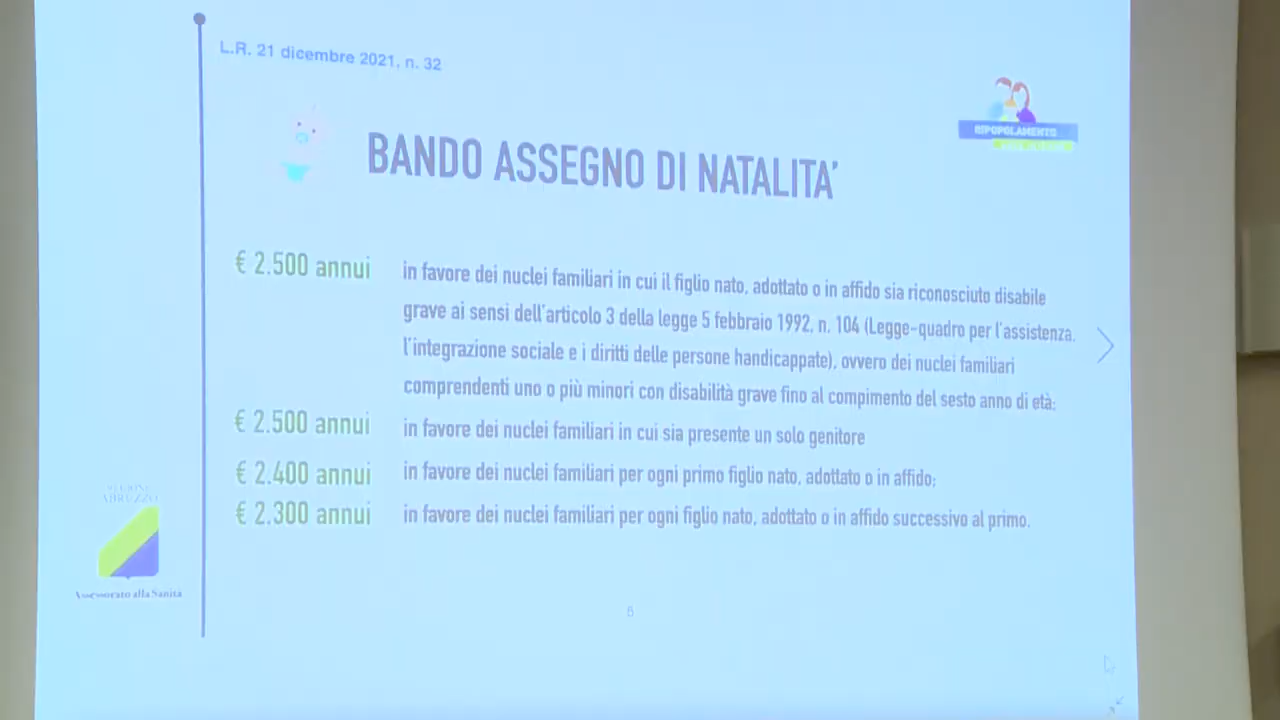 L.R. 21 dicembre 2021, n. 32
RIPOPOLAMENTO
BANDO ASSEGNO DI NATALITA'
€ 2.500 annui
in favore dei nuclei familiari in cui il figlio nato, adottato o in affido sia riconosciuto disabile
grave ai sensi dell'articolo 3 della legge 5 febbraio 1992, n. 104 (Legge-quadro per l'assistenza,
l'integrazione sociale e i diritti delle persone handicappate), ovvero dei nuclei familiari
comprendenti uno o più minori con disabilità grave fino al compimento del sesto anno di età;
€ 2.500 annui
in favore dei nuclei familiari in cui sia presente un solo genitore
€ 2.400 annui
in favore dei nuclei familiari per ogni primo figlio nato, adottato o in affido;
€ 2.300 annui
in favore dei nuclei familiari per ogni figlio nato, adottato o in affido successivo al primo.
REGIONE
ABRUZZO
Assessorato alla Sanità